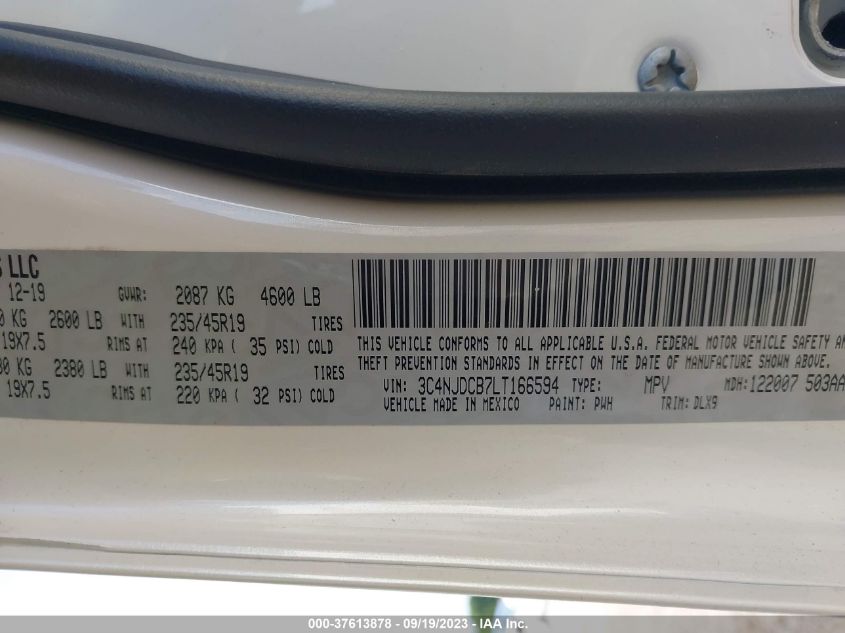 S LLC
12-19 GVWR: 2087 KG 4600 LB
0 KG 2600 LB WITH 235/45R19 TIRES
19X7.5 RIMS AT 240 KPA ( 35 PSI) COLD
80 KG 2380 LB WITH 235/45R19 TIRES
19X7.5 RIMS AT 220 KPA ( 32 PSI) COLD
THIS VEHICLE CONFORMS TO ALL APPLICABLE U.S.A. FEDERAL MOTOR VEHICLE SAFETY AN
THEFT PREVENTION STANDARDS IN EFFECT ON THE DATE OF MANUFACTURE SHOWN ABOVE.
VIN: 3C4NJDCB7LT166594 TYPE: MPV MDH:122007 503AA
VEHICLE MADE IN MEXICO PAINT: PWH TRIM: DLX9
000-37613878 - 09/19/2023 - IAA Inc.